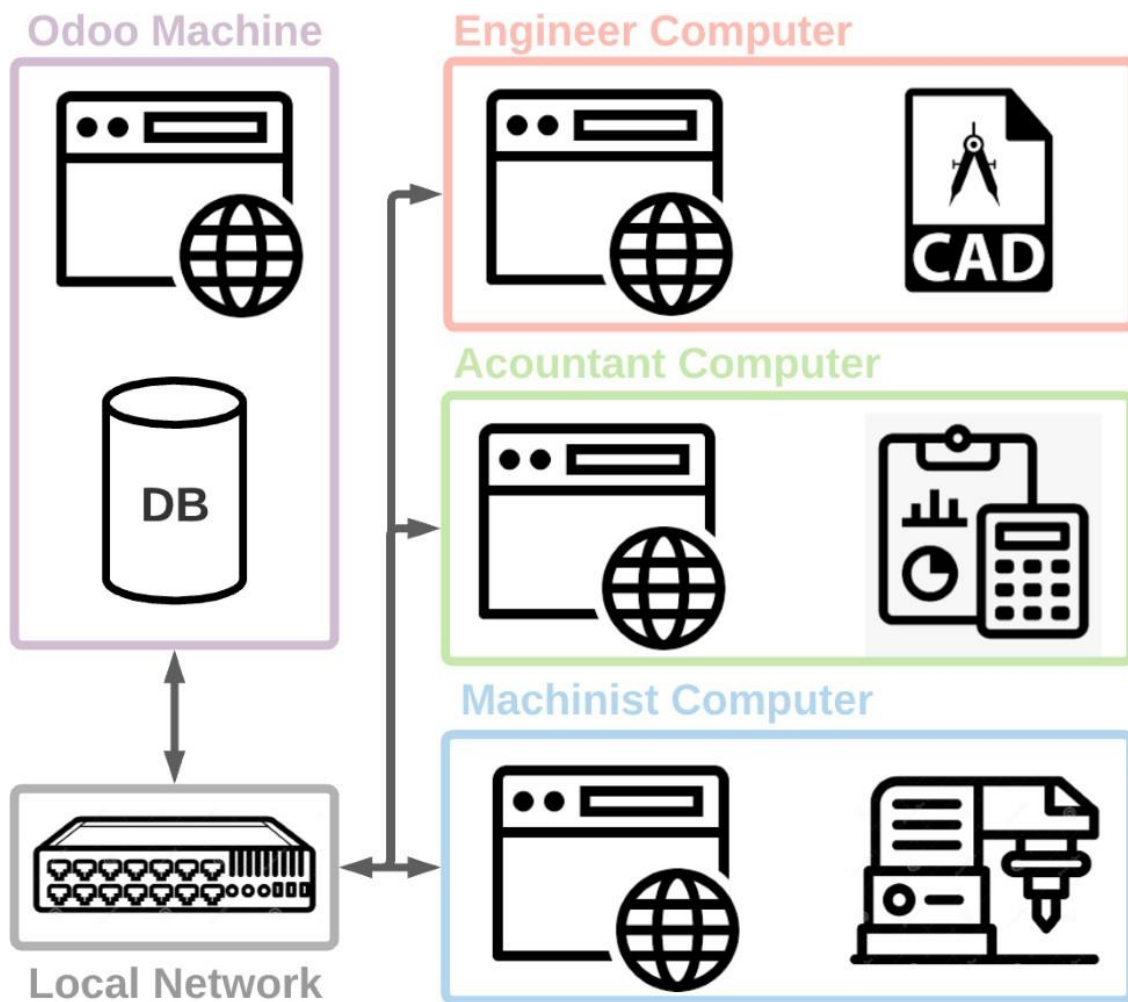 Odoo Machine
Engineer Computer
CAD
Acountant Computer
DB
Machinist Computer
Local Network